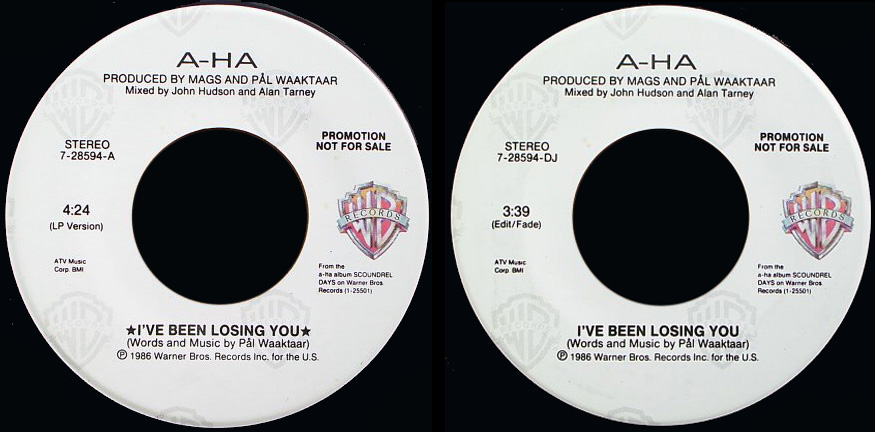 A-HA
PRODUCED BY MAGS AND PÅL WAAKTAAR
Mixed by John Hudson and Alan Tarney
STEREO
7-28594-A
PROMOTION
NOT FOR SALE
4:24
(LP Version)
WB
RECORDS
ATV Music
Corp. BMI
From the
a-ha album SCOUNDREL
DAYS on Warner Bros.
Records (1-25501)
★I'VE BEEN LOSING YOU★
(Words and Music by Pål Waaktaar)
℗ 1986 Warner Bros. Records Inc. for the U.S.
A-HA
PRODUCED BY MAGS AND PÅL WAAKTAAR
Mixed by John Hudson and Alan Tarney
STEREO
7-28594-DJ
PROMOTION
NOT FOR SALE
3:39
(Edit/Fade)
WB
RECORDS
ATV Music
Corp. BMI
From the
a-ha album SCOUNDREL
DAYS on Warner Bros.
Records (1-25501)
I'VE BEEN LOSING YOU
(Words and Music by Pål Waaktaar)
℗ 1986 Warner Bros. Records Inc. for the U.S.